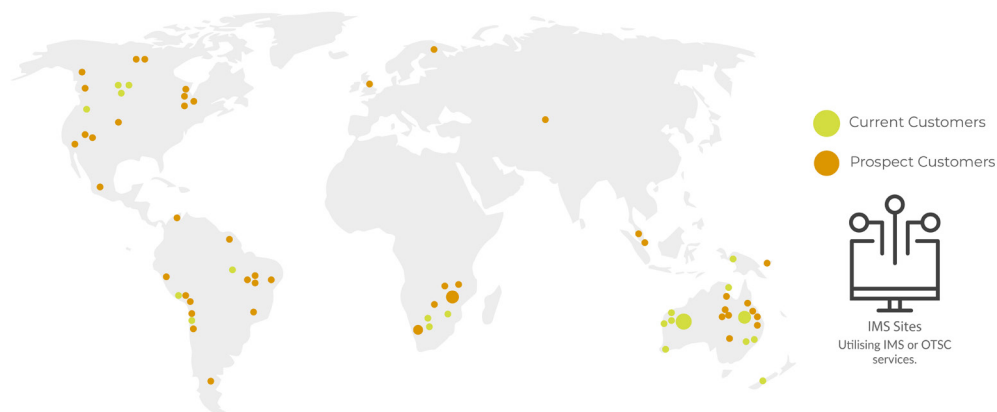 Current Customers
Prospect Customers
IMS Sites
Utilising IMS or OTSC
services.